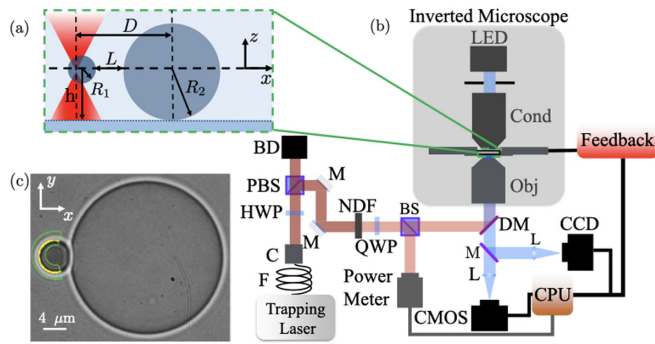 (a)
D
L
R₁
h
R₂
z
x
(b)
Inverted Microscope
LED
Cond
Obj
Feedback
BD
PBS
M
HWP
NDF
BS
QWP
M
C
F
Trapping
Laser
Power
Meter
DM
M
L
L
CCD
CMOS
CPU
(c)
y
x
4 μm